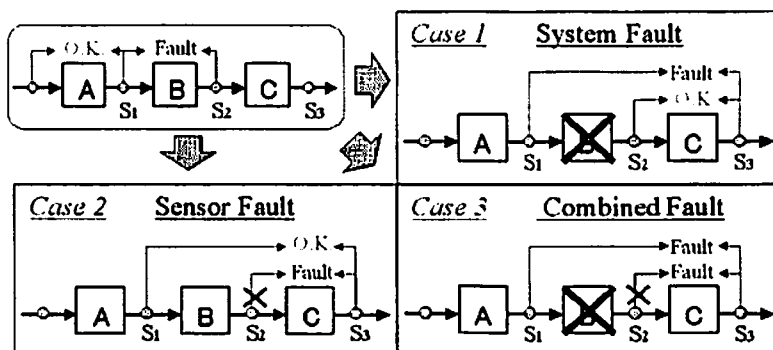 O.K. Fault
A B C
S1 S2 S3
Case 1 System Fault
Fault
O.K
A B C
S1 S2 S3
Case 2 Sensor Fault
O.K.
Fault
A B C
S1 S2 S3
Case 3 Combined Fault
Fault
Fault
A B C
S1 S2 S3